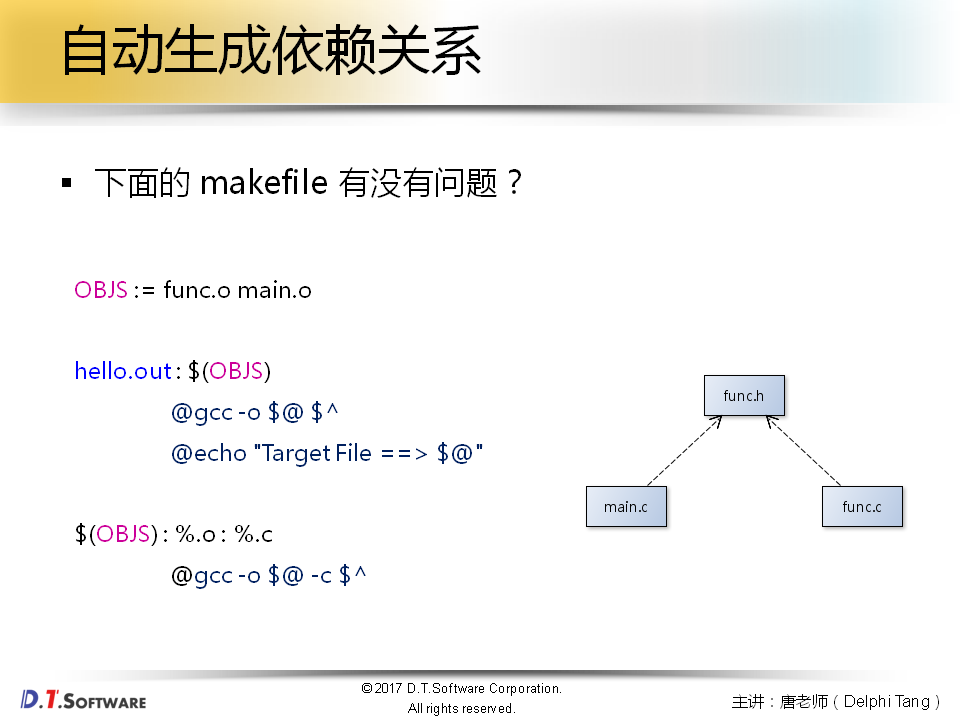 自动生成依赖关系
▪ 下面的 makefile 有没有问题？
OBJS := func.o main.o
hello.out : $(OBJS)
@gcc -o $@ $^
@echo "Target File ==> $@"
$(OBJS) : %.o : %.c
@gcc -o $@ -c $^
func.h
main.c
func.c
D.T.SOFTWARE
©2017 D.T.Software Corporation.
All rights reserved.
主讲：唐老师（Delphi Tang）